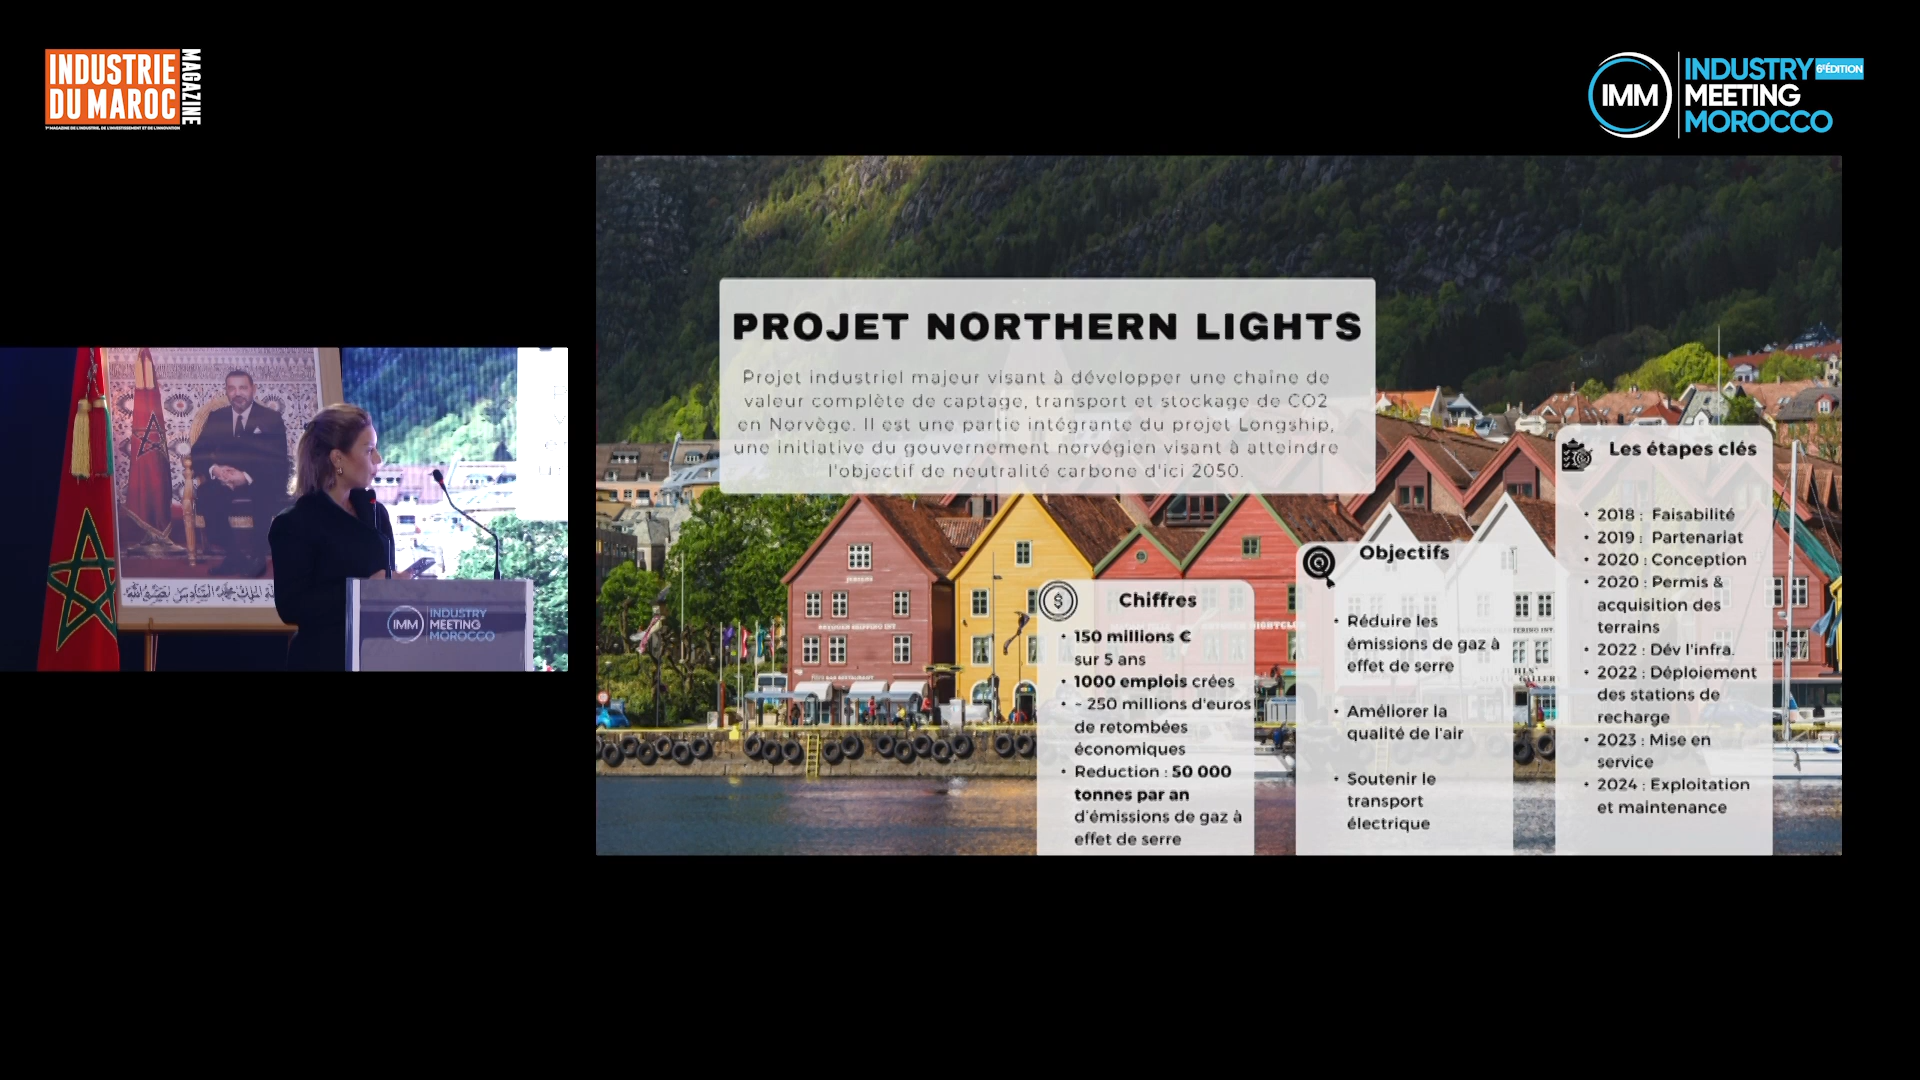 INDUSTRIE
DU MAROC
MAGAZINE
IMM
INDUSTRY
6E ÉDITION
MEETING
MOROCCO
PROJET NORTHERN LIGHTS
Projet industriel majeur visant à développer une chaîne de
valeur complète de captage, transport et stockage de CO2
en Norvège. Il est une partie intégrante du projet Longship,
une initiative du gouvernement norvégien visant à atteindre
l'objectif de neutralité carbone d'ici 2050.
Chiffres
• 150 millions €
sur 5 ans
• 1000 emplois crées
• ~ 250 millions d'euros
de retombées
économiques
• Reduction : 50 000
tonnes par an
d'émissions de gaz à
effet de serre
Objectifs
• Réduire les
émissions de gaz à
effet de serre
• Améliorer la
qualité de l'air
• Soutenir le
transport
électrique
Les étapes clés
• 2018 : Faisabilité
• 2019 : Partenariat
• 2020 : Conception
• 2020 : Permis &
acquisition des
terrains
• 2022 : Dév l'infra.
• 2022 : Déploiement
des stations de
recharge
• 2023 : Mise en
service
• 2024 : Exploitation
et maintenance
IMM
INDUSTRY
MEETING
MOROCCO